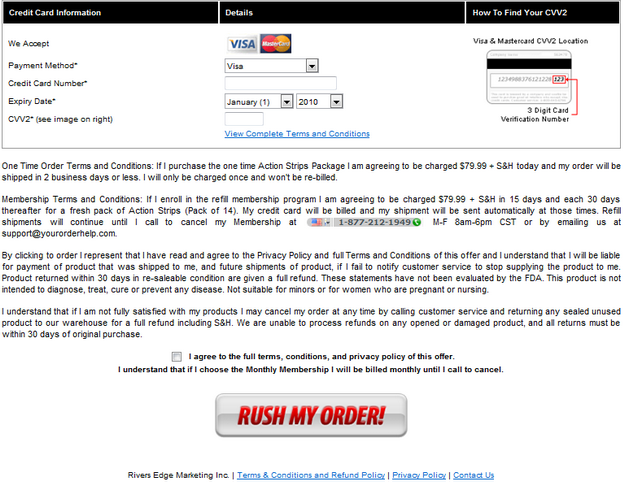 Credit Card Information Details How To Find Your CVV2
We Accept VISA MasterCard
Visa & Mastercard CVV2 Location
Payment Method* Visa
Credit Card Number*
Expiry Date* January (1) 2010
CVV2* (see image on right)
3 Digit Card
Verification Number
View Complete Terms and Conditions
One Time Order Terms and Conditions: If I purchase the one time Action Strips Package I am agreeing to be charged $79.99 + S&H today and my order will be
shipped in 2 business days or less. I will only be charged once and won't be re-billed.
Membership Terms and Conditions: If I enroll in the refill membership program I am agreeing to be charged $79.99 + S&H in 15 days and each 30 days
thereafter for a fresh pack of Action Strips (Pack of 14). My credit card will be billed and my shipment will be sent automatically at those times. Refill
shipments will continue until I call to cancel my Membership at 1-877-212-1949 M-F 8am-6pm CST or by emailing us at
support@yourorderhelp.com.
By clicking to order I represent that I have read and agree to the Privacy Policy and full Terms and Conditions of this offer and I understand that I will be liable
for payment of product that was shipped to me, and future shipments of product, if I fail to notify customer service to stop supplying the product to me.
Product returned within 30 days in re-saleable condition are given a full refund. These statements have not been evaluated by the FDA. This product is not
intended to diagnose, treat, cure or prevent any disease. Not suitable for minors or for women who are pregnant or nursing.
I understand that if I am not fully satisfied with my products I may cancel my order at any time by calling customer service and returning any sealed unused
product to our warehouse for a full refund including S&H. We are unable to process refunds on any opened or damaged product, and all returns must be
within 30 days of original purchase.
I agree to the full terms, conditions, and privacy policy of this offer.
I understand that if I choose the Monthly Membership I will be billed monthly until I call to cancel.
RUSH MY ORDER!
Rivers Edge Marketing Inc. | Terms & Conditions and Refund Policy | Privacy Policy | Contact Us